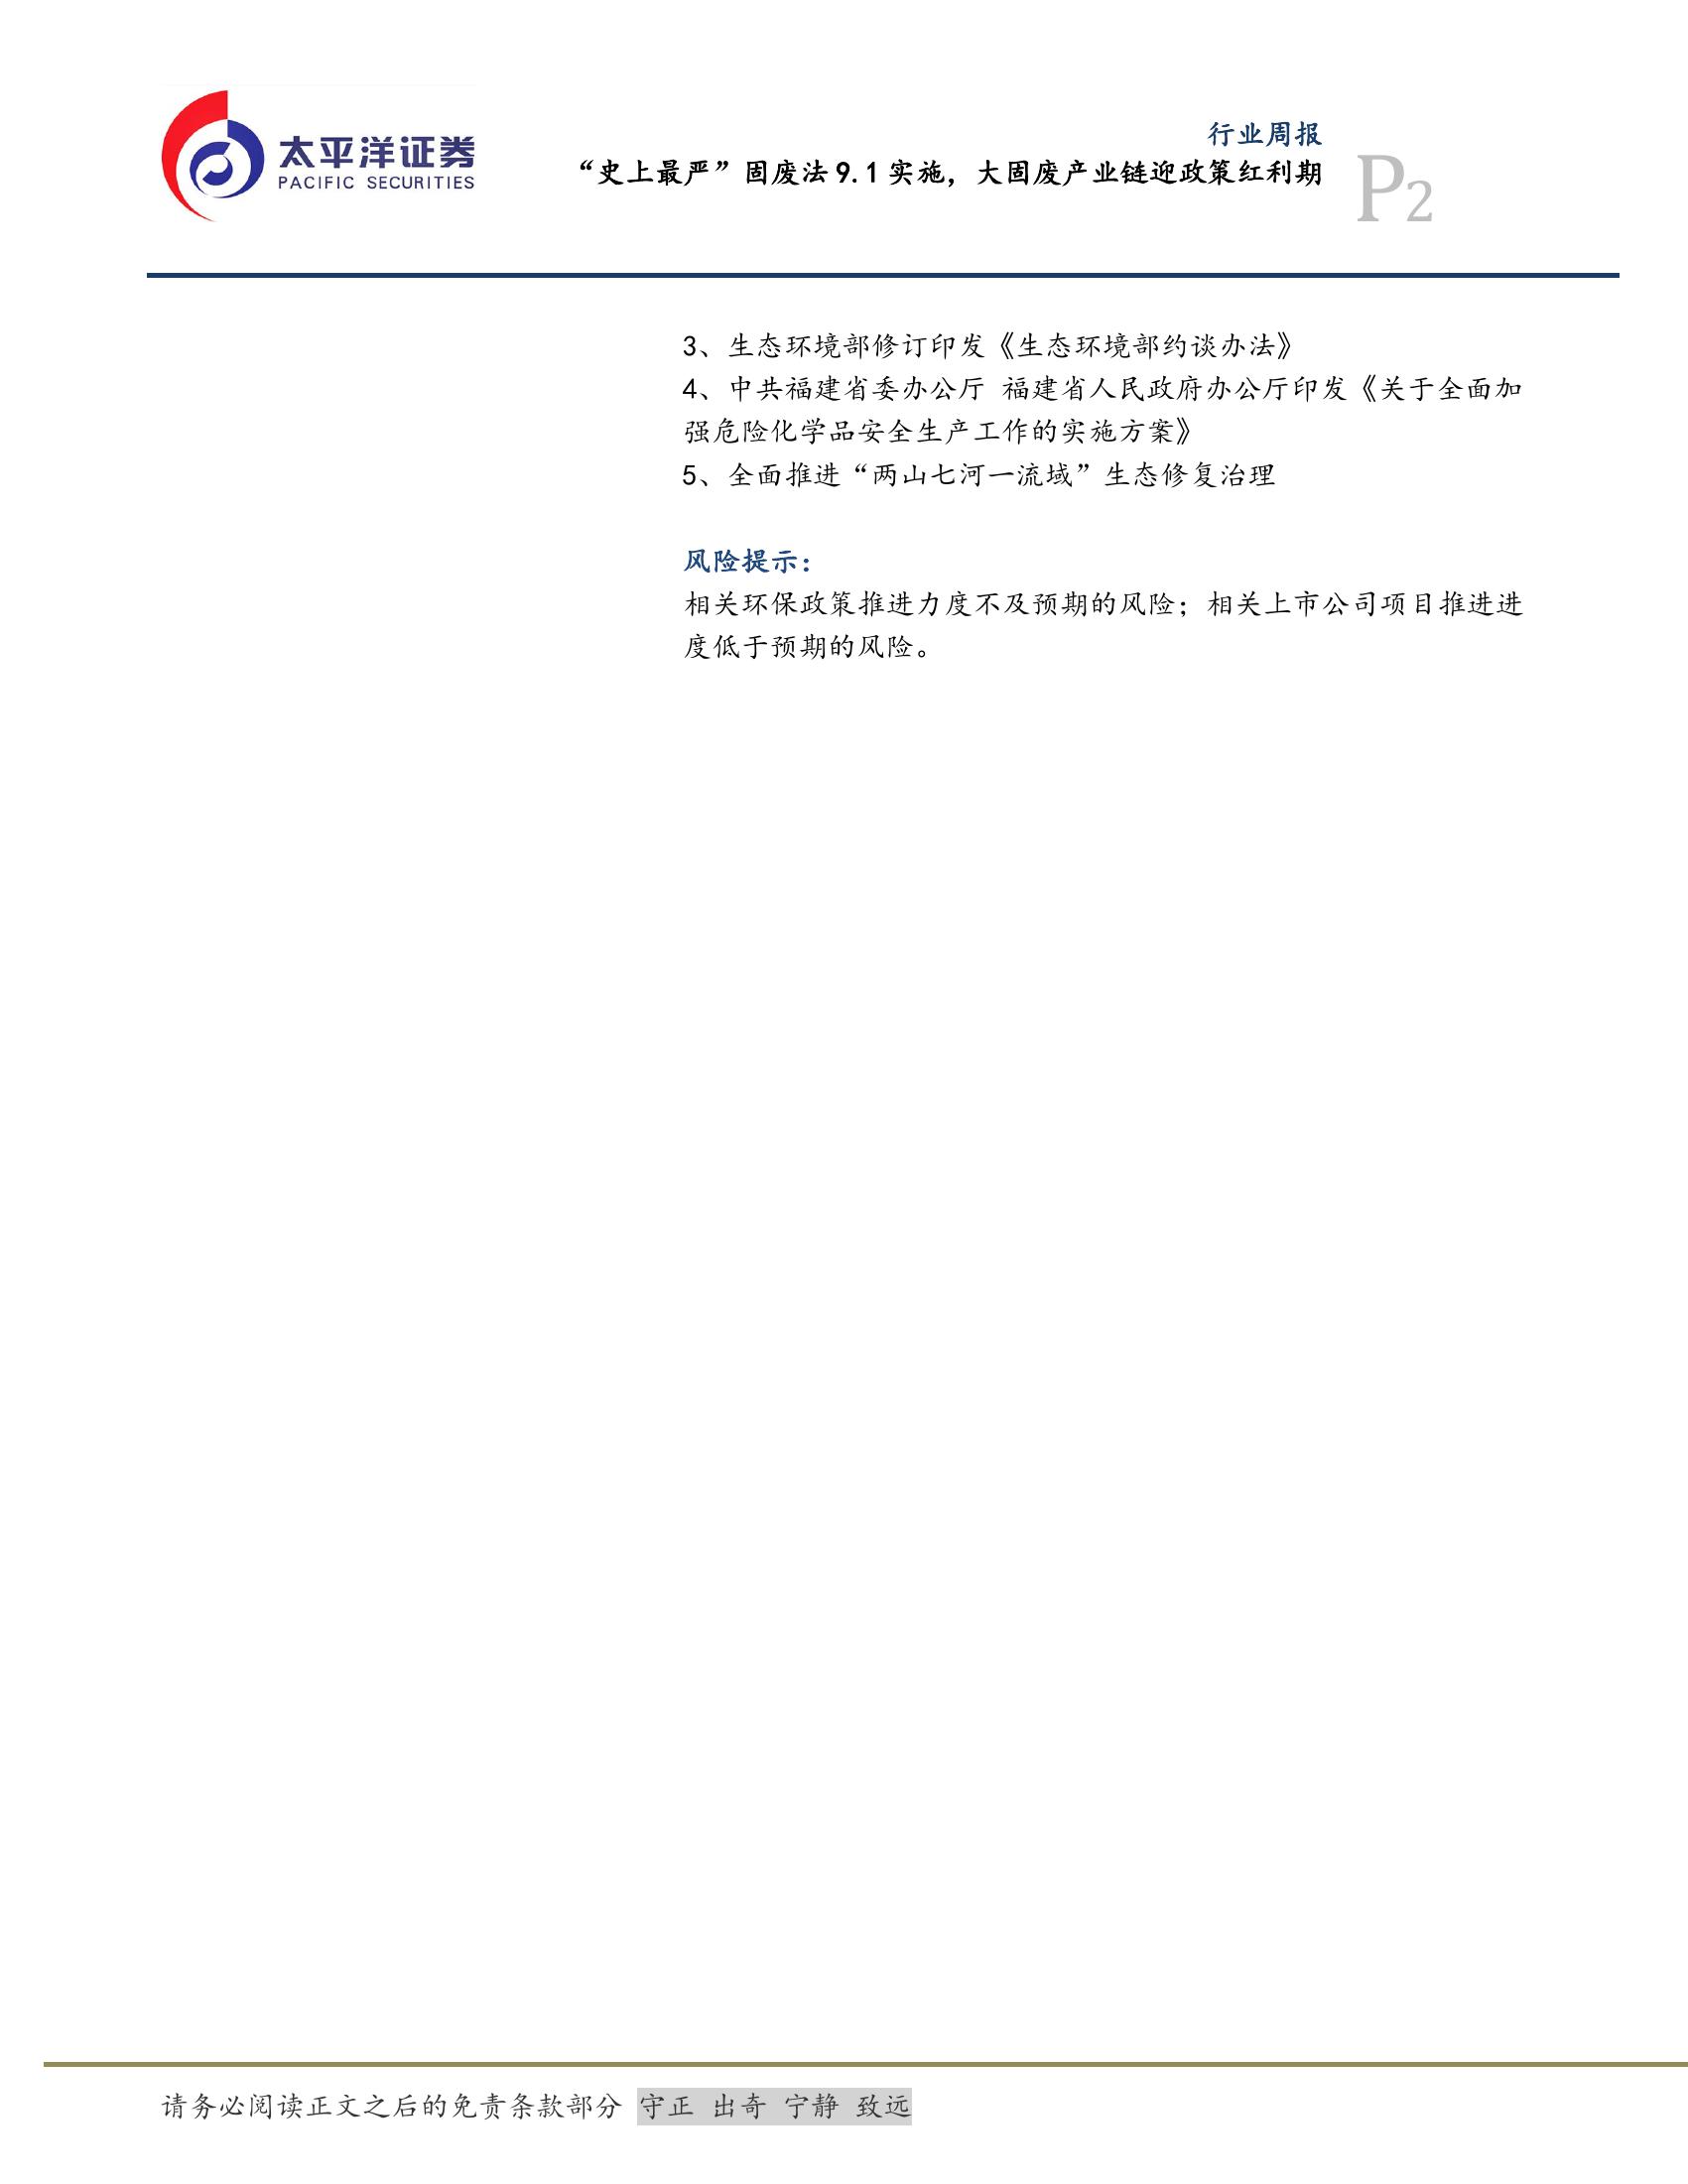 太平洋证券
PACIFIC SECURITIES
行业周报
“史上最严”固废法9.1实施，大固废产业链迎政策红利期
P2
3、生态环境部修订印发《生态环境部约谈办法》
4、中共福建省委办公厅 福建省人民政府办公厅印发《关于全面加
强危险化学品安全生产工作的实施方案》
5、全面推进“两山七河一流域”生态修复治理
风险提示：
相关环保政策推进力度不及预期的风险；相关上市公司项目推进进
度低于预期的风险。
请务必阅读正文之后的免责条款部分 守正 出奇 宁静 致远